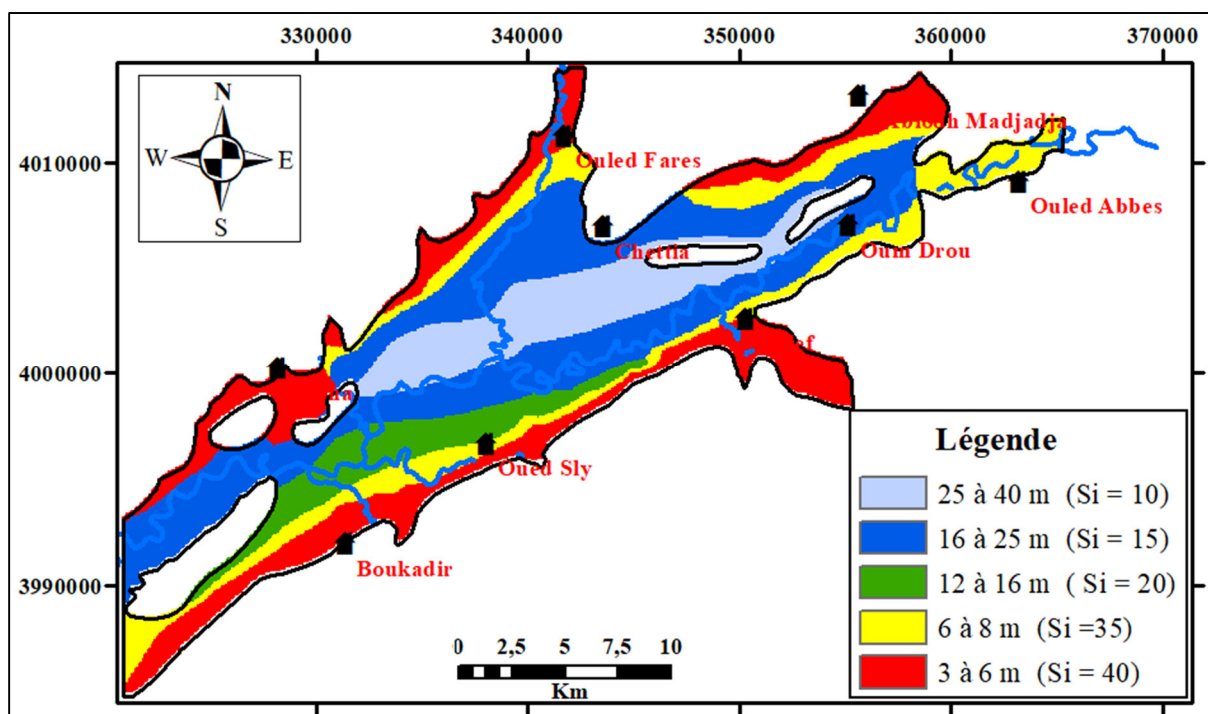 330000 340000 350000 360000 370000
N
W E
S
4010000
4000000
3990000
Ouled Fares
Madjadja
Ouled Abbes
Chettia
Oum Drou
Oued Sly
Boukadir
0 2,5 5 7,5 10
Km
Légende
25 à 40 m (Si = 10)
16 à 25 m (Si = 15)
12 à 16 m ( Si = 20)
6 à 8 m (Si =35)
3 à 6 m (Si = 40)